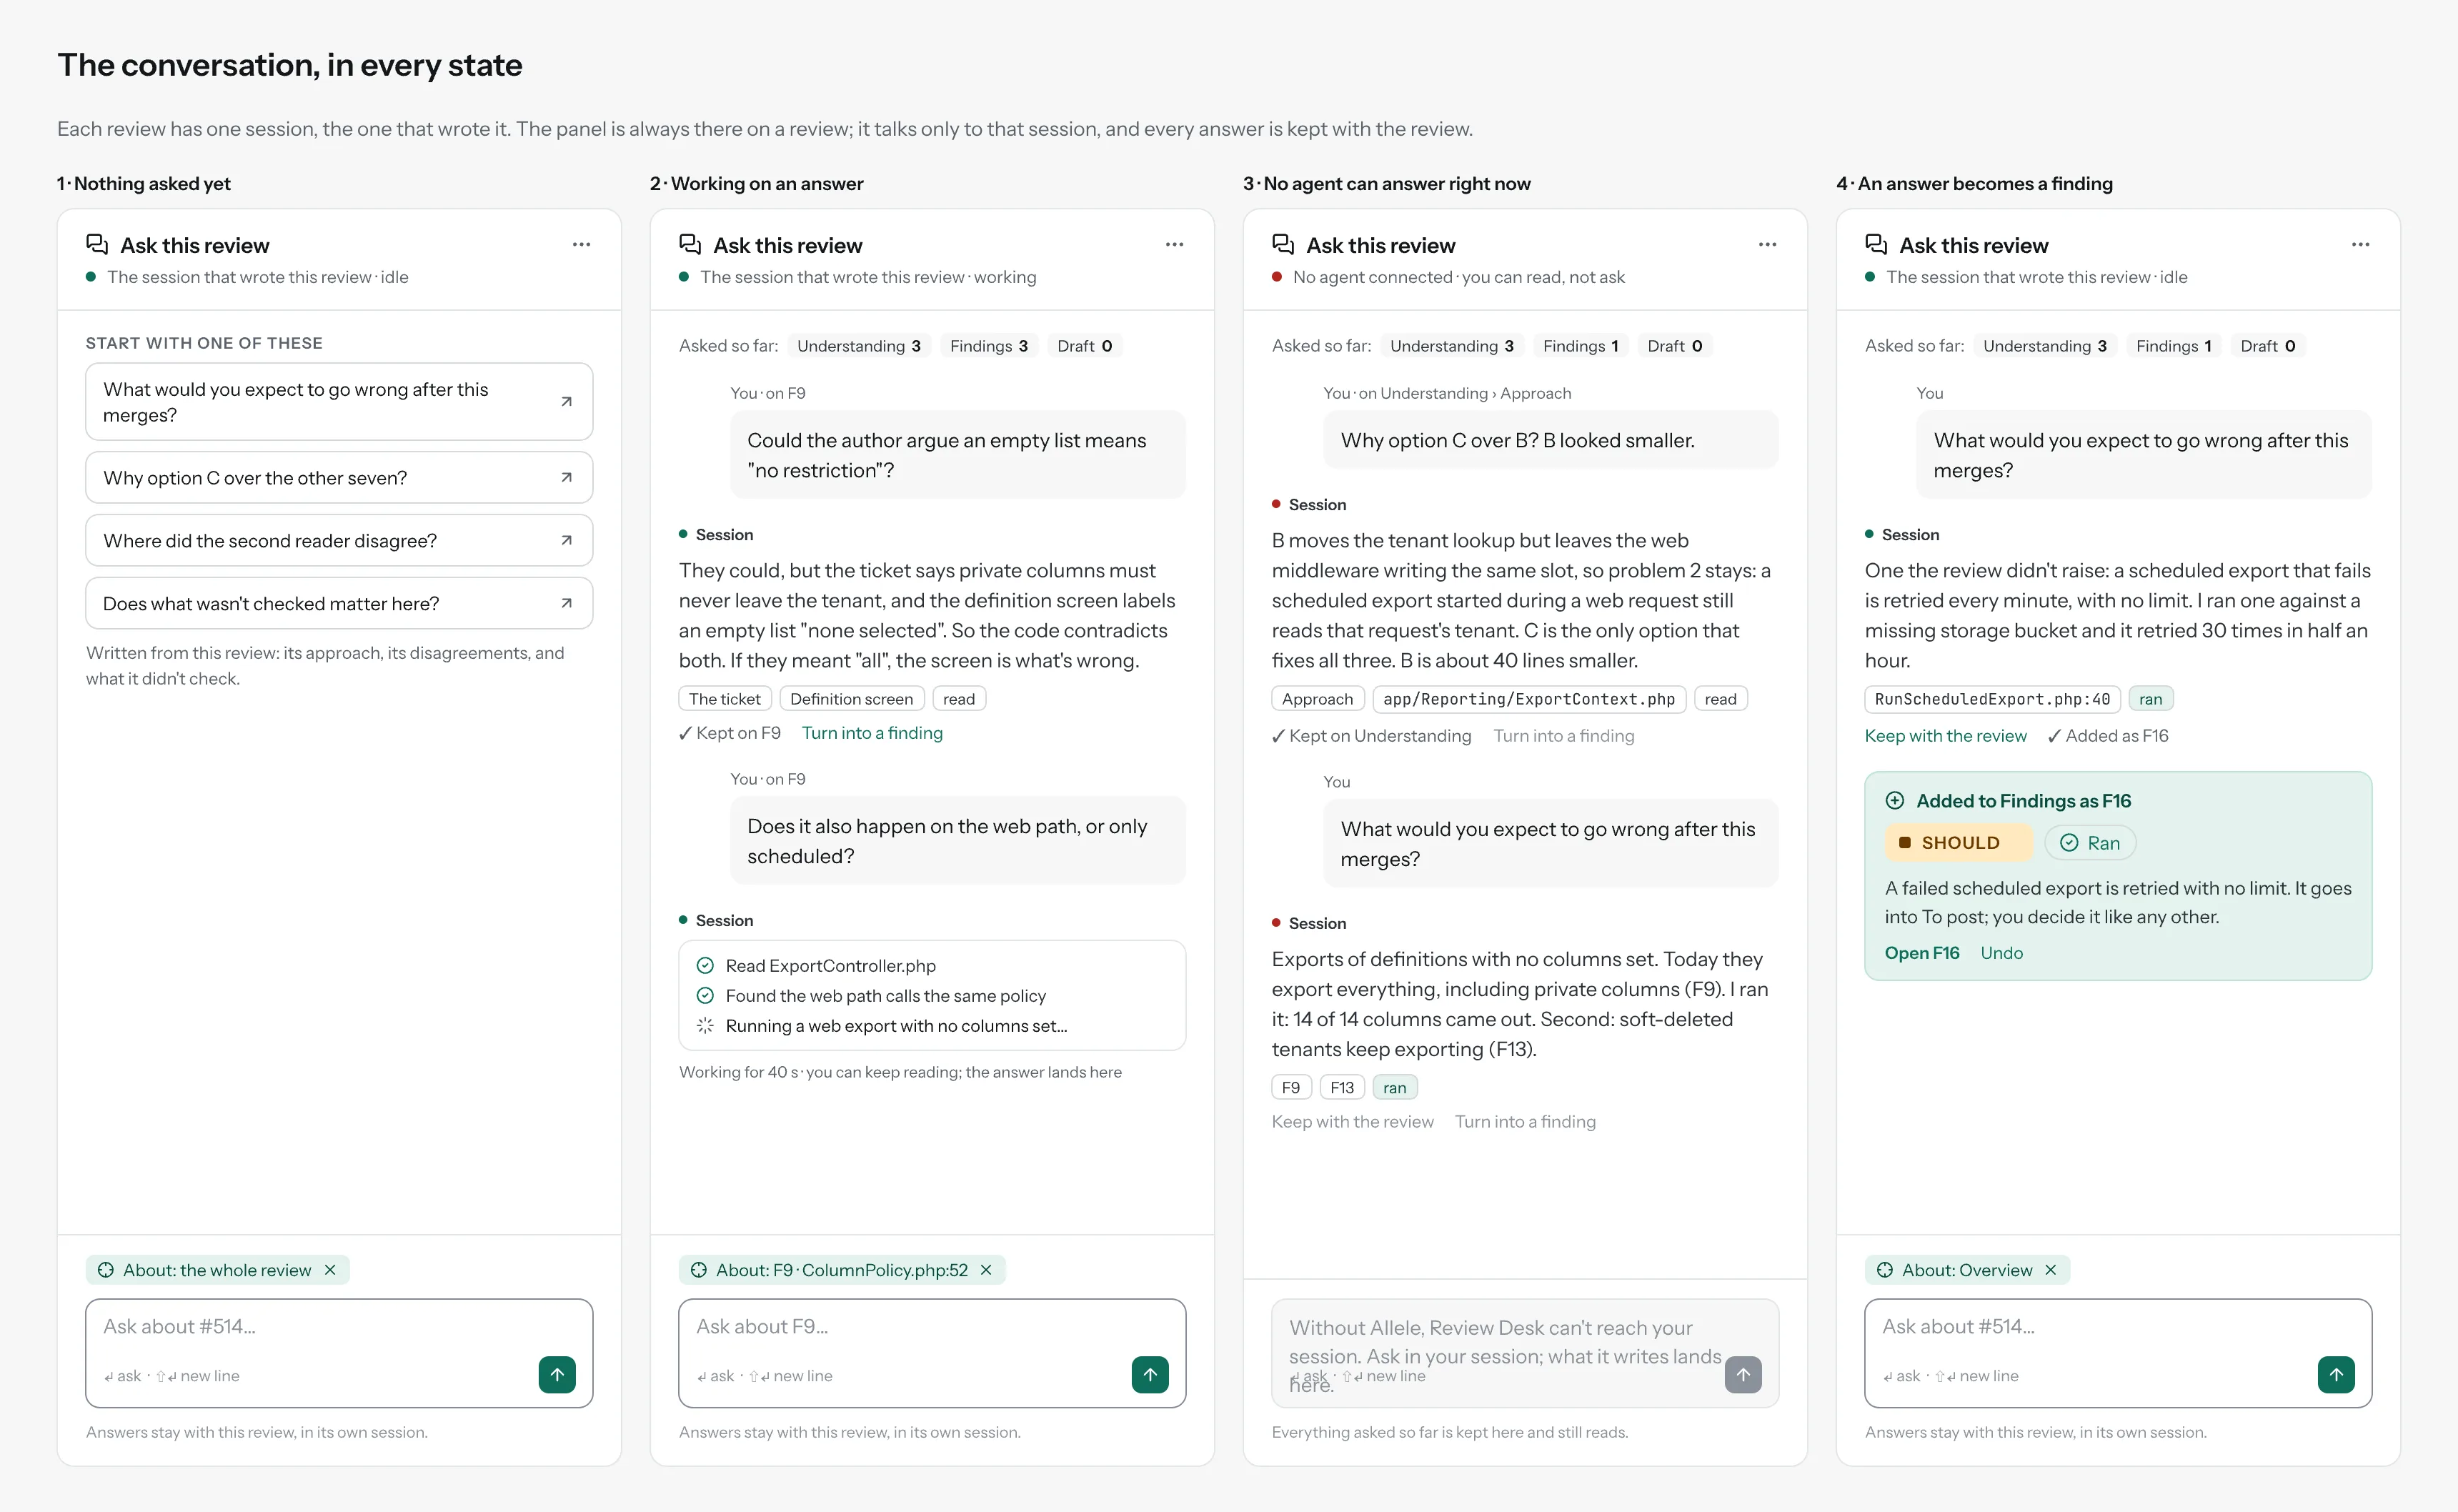 The conversation, in every state
Each review has one session, the one that wrote it. The panel is always there on a review; it talks only to that session, and every answer is kept with the review.
1 · Nothing asked yet
Ask this review
The session that wrote this review · idle
START WITH ONE OF THESE
What would you expect to go wrong after this
merges?
Why option C over the other seven?
Where did the second reader disagree?
Does what wasn't checked matter here?
Written from this review: its approach, its disagreements, and
what it didn't check.
About: the whole review
Ask about #514...
↲ ask · ⇧↲ new line
Answers stay with this review, in its own session.
2 · Working on an answer
Ask this review
The session that wrote this review · working
Asked so far: Understanding 3 Findings 3 Draft 0
You · on F9
Could the author argue an empty list means
"no restriction"?
Session
They could, but the ticket says private columns must
never leave the tenant, and the definition screen labels
an empty list "none selected". So the code contradicts
both. If they meant "all", the screen is what's wrong.
The ticket Definition screen read
✓ Kept on F9 Turn into a finding
You · on F9
Does it also happen on the web path, or only
scheduled?
Session
Read ExportController.php
Found the web path calls the same policy
Running a web export with no columns set...
Working for 40 s · you can keep reading; the answer lands here
About: F9 · ColumnPolicy.php:52
Ask about F9...
↲ ask · ⇧↲ new line
Answers stay with this review, in its own session.
3 · No agent can answer right now
Ask this review
No agent connected · you can read, not ask
Asked so far: Understanding 3 Findings 1 Draft 0
You · on Understanding › Approach
Why option C over B? B looked smaller.
Session
B moves the tenant lookup but leaves the web
middleware writing the same slot, so problem 2 stays: a
scheduled export started during a web request still
reads that request's tenant. C is the only option that
fixes all three. B is about 40 lines smaller.
Approach app/Reporting/ExportContext.php read
✓ Kept on Understanding Turn into a finding
You
What would you expect to go wrong after this
merges?
Session
Exports of definitions with no columns set. Today they
export everything, including private columns (F9). I ran
it: 14 of 14 columns came out. Second: soft-deleted
tenants keep exporting (F13).
F9 F13 ran
Keep with the review Turn into a finding
Without Allele, Review Desk can't reach your
session. Ask in your session; what it writes lands
here.
↲ ask · ⇧↲ new line
Everything asked so far is kept here and still reads.
4 · An answer becomes a finding
Ask this review
The session that wrote this review · idle
Asked so far: Understanding 3 Findings 1 Draft 0
You
What would you expect to go wrong after this
merges?
Session
One the review didn't raise: a scheduled export that fails
is retried every minute, with no limit. I ran one against a
missing storage bucket and it retried 30 times in half an
hour.
RunScheduledExport.php:40 ran
Keep with the review ✓ Added as F16
Added to Findings as F16
SHOULD Ran
A failed scheduled export is retried with no limit. It goes
into To post; you decide it like any other.
Open F16 Undo
About: Overview
Ask about #514...
↲ ask · ⇧↲ new line
Answers stay with this review, in its own session.